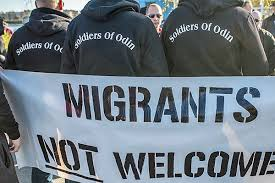 Soldiers Of Odin
Soldiers Of Odin
Soldiers Of Odin
MIGRANTS
NOT WELCOME